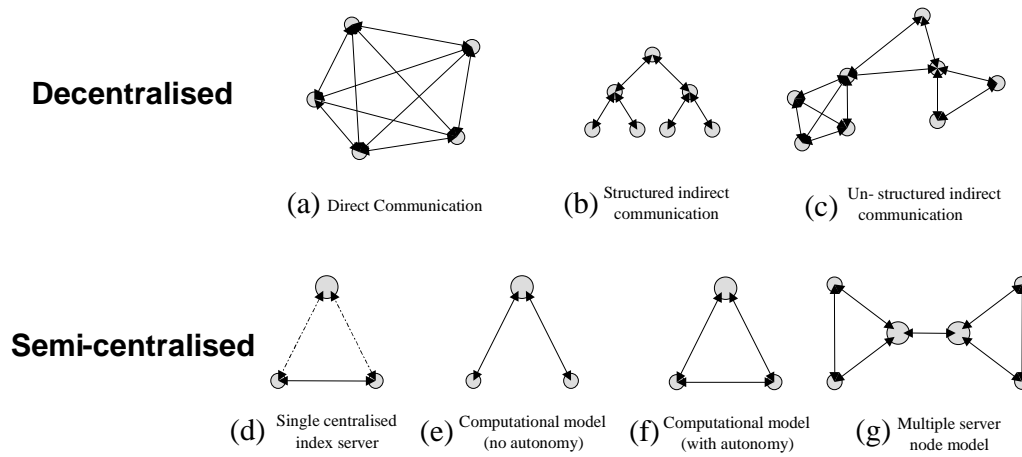 Decentralised
(a) Direct Communication
(b) Structured indirect
communication
(c) Un- structured indirect
communication
Semi-centralised
(d) Single centralised
index server
(e) Computational model
(no autonomy)
(f) Computational model
(with autonomy)
(g) Multiple server
node model